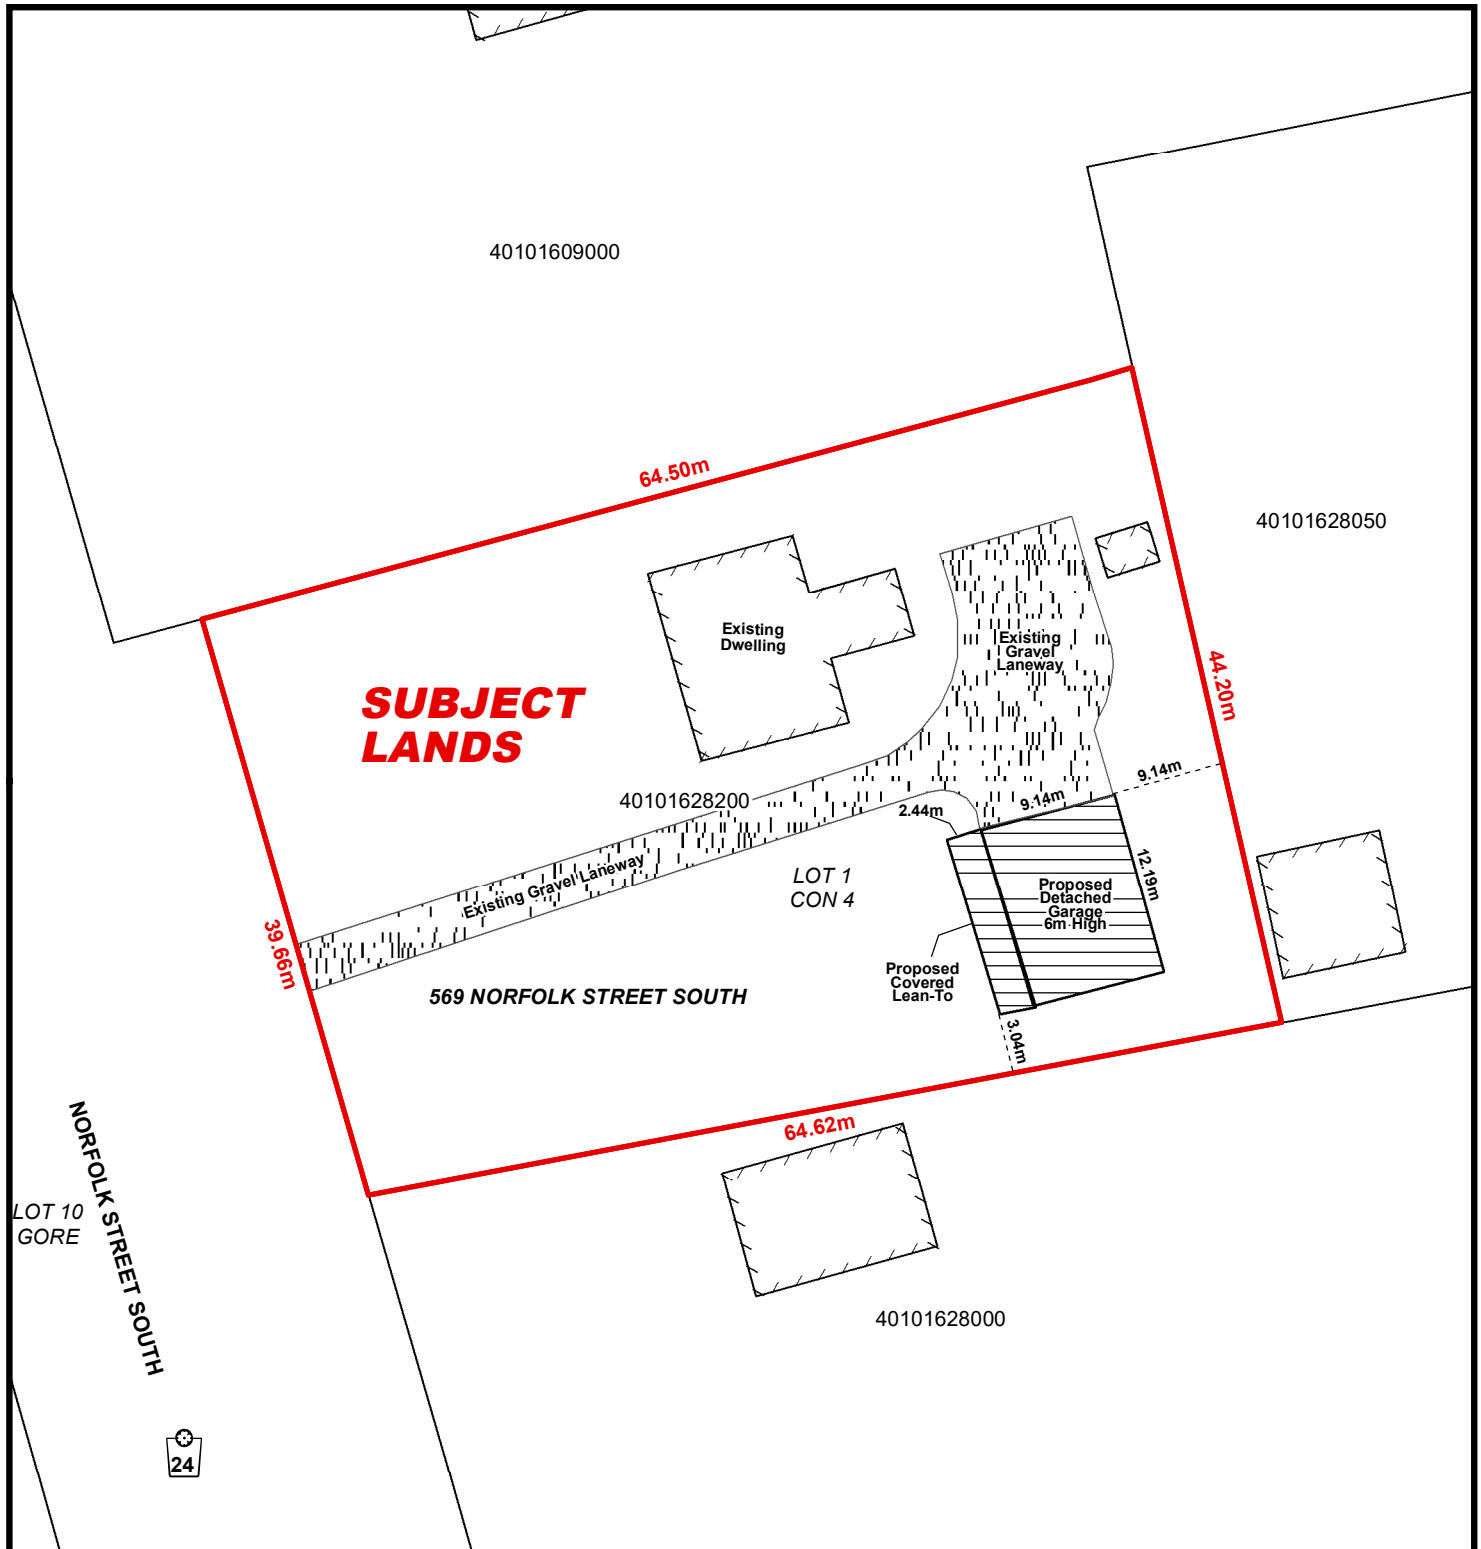 40101609000
64.50m
40101628050
Existing
Dwelling
Existing
Gravel
Laneway
44.20m
SUBJECT
LANDS
9.14m
40101628200
9.14m
2.44m
12.19m
Existing Gravel Laneway
LOT 1
CON 4
Proposed
Detached
Garage
6m High
39.66m
Proposed
Covered
Lean-To
569 NORFOLK STREET SOUTH
3.04m
64.62m
NORFOLK STREET SOUTH
LOT 10
GORE
40101628000
24